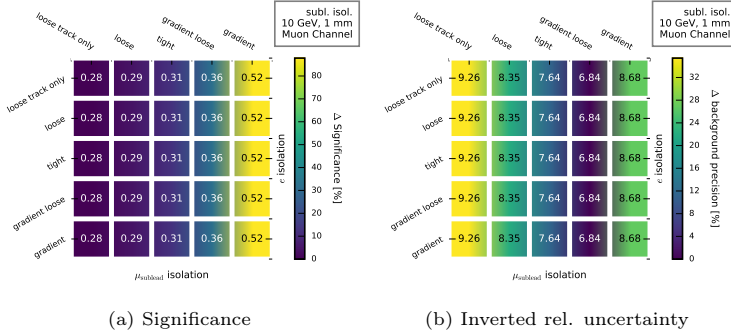 subl. isol.
10 GeV, 1 mm
Muon Channel
loose track only
loose
tight
gradient loose
gradient
loose track only
0.28 0.29 0.31 0.36 0.52
loose
0.28 0.29 0.31 0.36 0.52
tight
0.28 0.29 0.31 0.36 0.52
gradient loose
0.28 0.29 0.31 0.36 0.52
gradient
0.28 0.29 0.31 0.36 0.52
e isolation
μsublead isolation
80
70
60
50
40
30
20
10
0
Δ Significance [%]
(a) Significance
subl. isol.
10 GeV, 1 mm
Muon Channel
loose track only
loose
tight
gradient loose
gradient
loose track only
9.26 8.35 7.64 6.84 8.68
loose
9.26 8.35 7.64 6.84 8.68
tight
9.26 8.35 7.64 6.84 8.68
gradient loose
9.26 8.35 7.64 6.84 8.68
gradient
9.26 8.35 7.64 6.84 8.68
e isolation
μsublead isolation
32
28
24
20
16
12
8
4
0
Δ background precision [%]
(b) Inverted rel. uncertainty